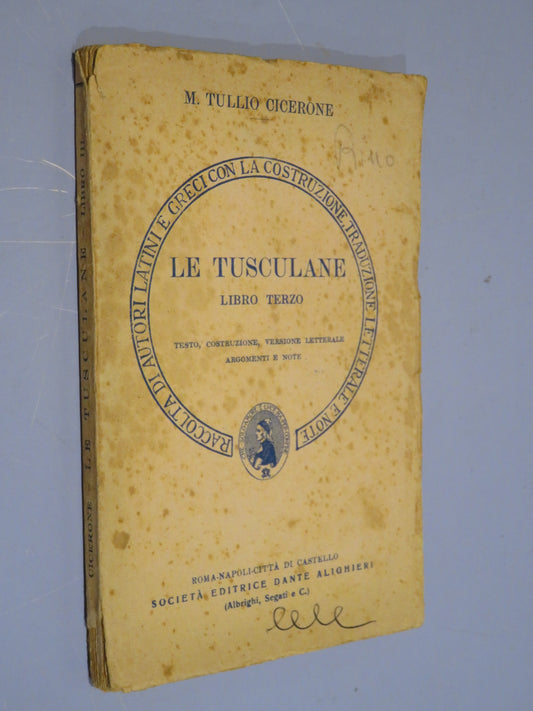 M. TULLIO CICERONE
RACCOLTA DI AUTORI LATINI E GRECI CON LA COSTRUZIONE, TRADUZIONE LETTERALE E NOTE
LE TUSCULANE
LIBRO TERZO
TESTO, COSTRUZIONE, VERSIONE LETTERALE
ARGOMENTI E NOTE
ROMA-NAPOLI-CITTÀ DI CASTELLO
SOCIETÀ EDITRICE DANTE ALIGHIERI
(Albrighi, Segati e C.)
CICERONE - LE TUSCULANE LIBRO III